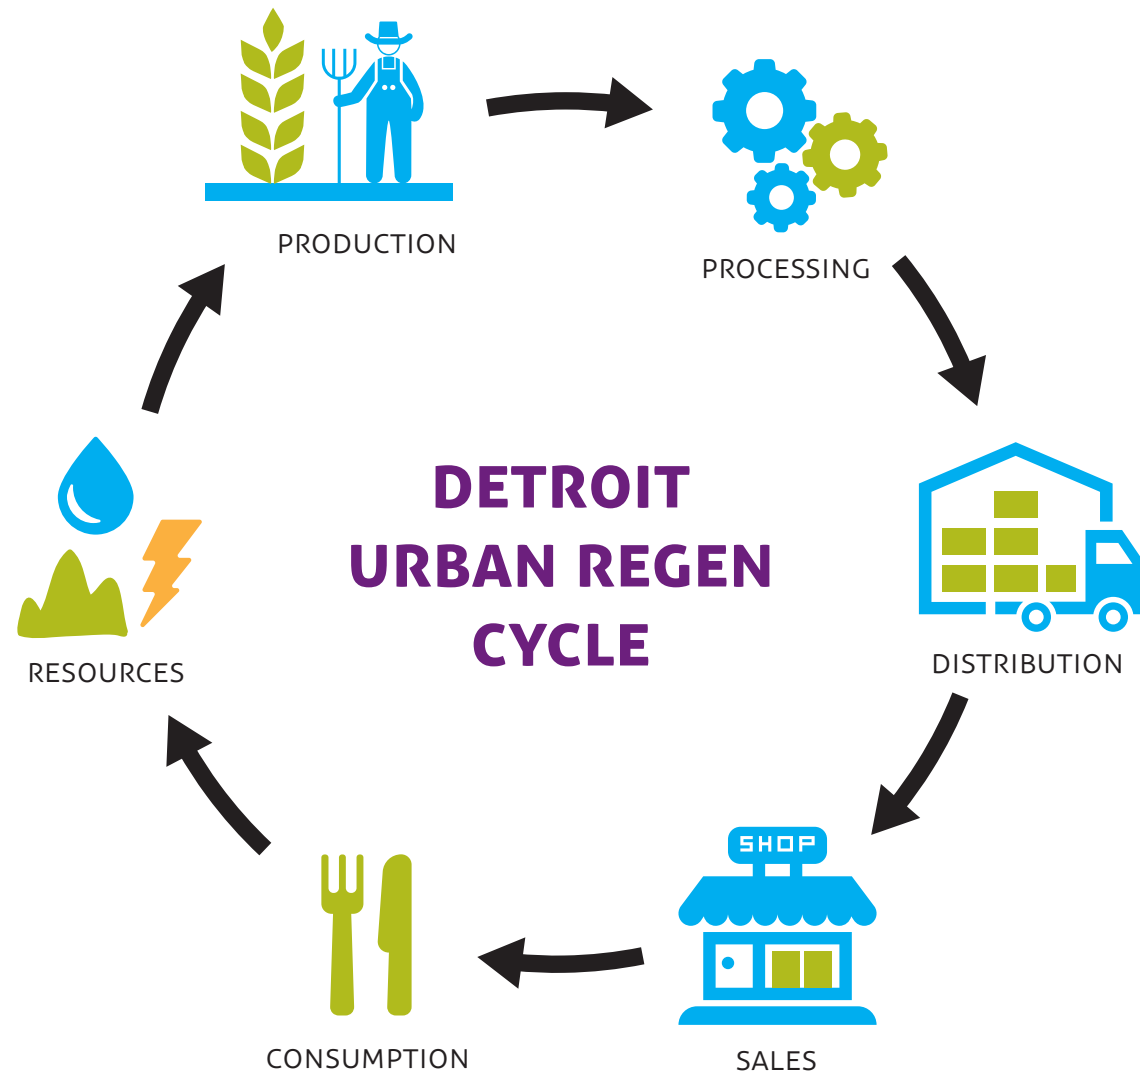 PRODUCTION
PROCESSING
DETROIT
URBAN REGEN
CYCLE
RESOURCES
DISTRIBUTION
SHOP
CONSUMPTION
SALES